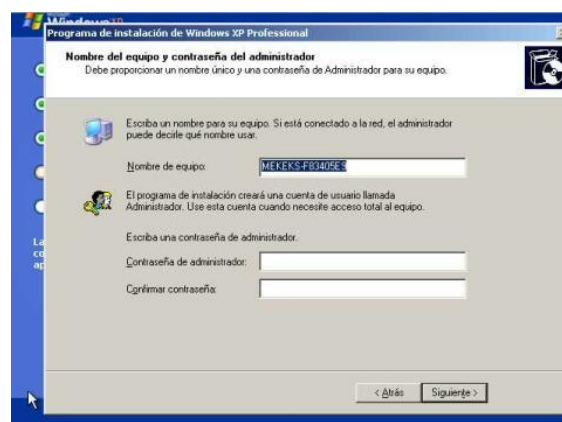 Windows XP
Programa de instalación de Windows XP Professional
Nombre del equipo y contraseña del administrador
Debe proporcionar un nombre único y una contraseña de Administrador para su equipo.
Escriba un nombre para su equipo. Si está conectado a la red, el administrador
puede decirle qué nombre usar.
Nombre de equipo: MEKEKS-F83405E9
El programa de instalación creará una cuenta de usuario llamada
Administrador. Use esta cuenta cuando necesite acceso total al equipo.
Escriba una contraseña de administrador.
Contraseña de administrador:
Confirmar contraseña:
La
co
ap
< Atrás Siguiente >